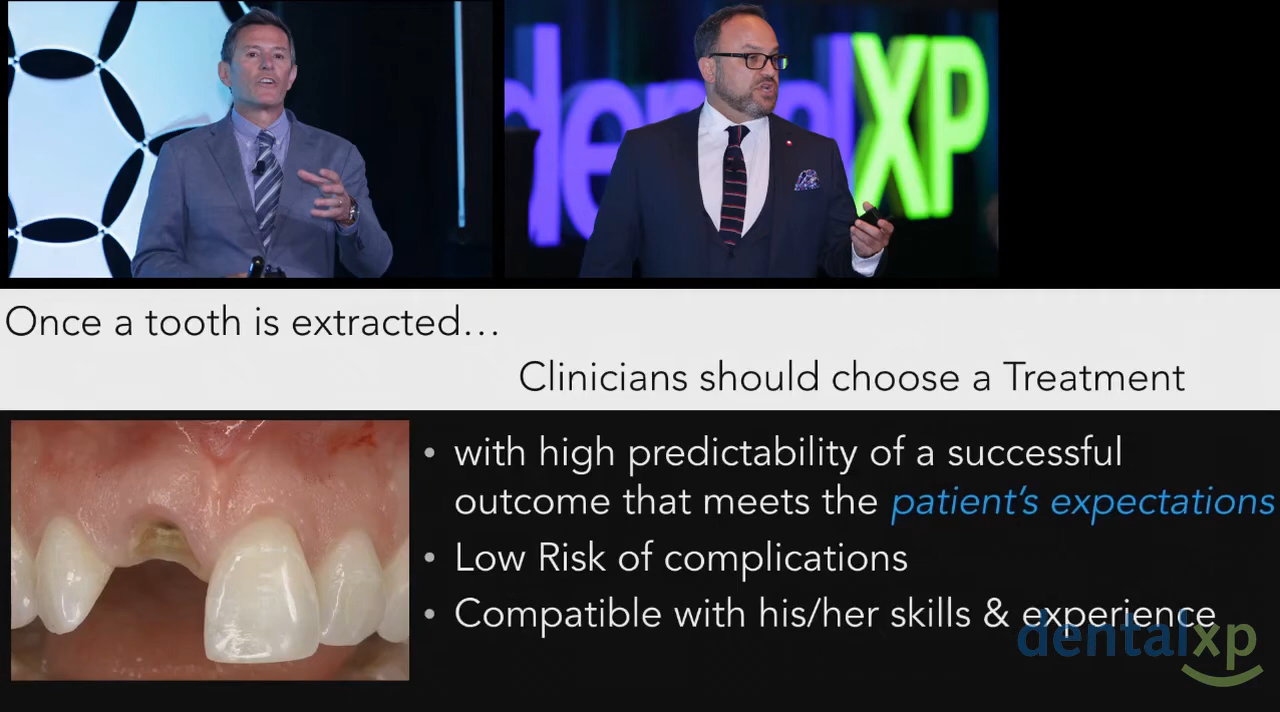 dentalXP
Once a tooth is extracted...
Clinicians should choose a Treatment
• with high predictability of a successful
outcome that meets the patient's expectations
• Low Risk of complications
• Compatible with his/her skills & experience
dentalxp